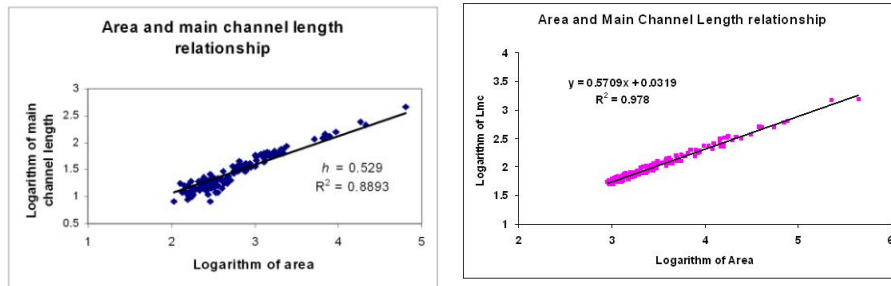 Area and main channel length
relationship
Logarithm of main
channel length
3
2.5
2
1.5
1
0.5
h = 0.529
R² = 0.8893
1 2 3 4 5
Logarithm of area
Area and Main Channel Length relationship
Logarithm of Lmc
4
3.5
3
2.5
2
1.5
1
y = 0.5709x + 0.0319
R² = 0.978
2 3 4 5 6
Logarithm of Area